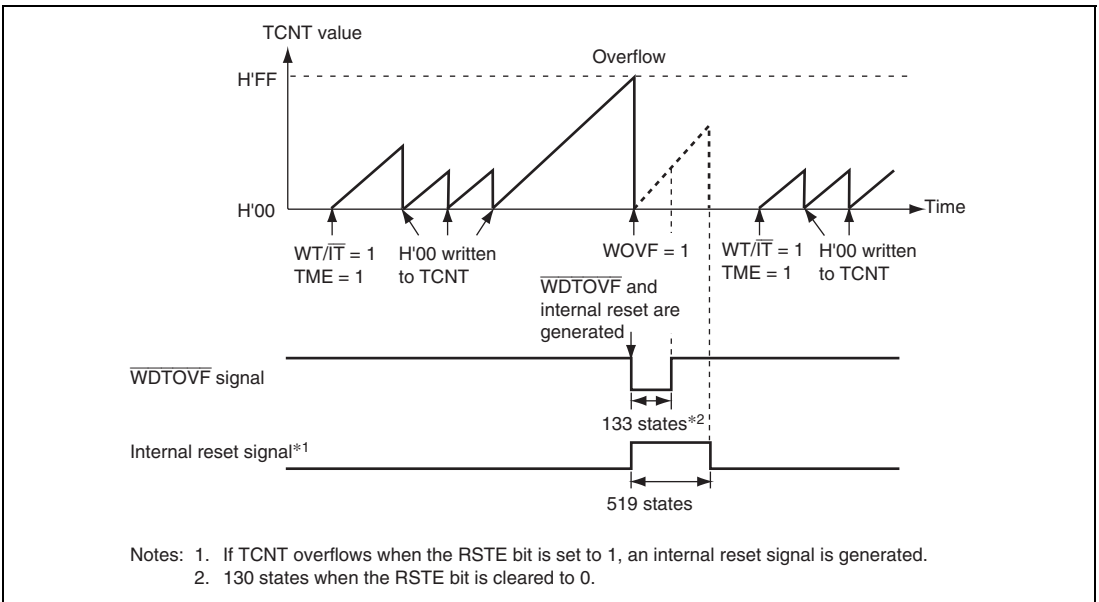 TCNT value
Overflow
H'FF
H'00
Time
WT/IT = 1
TME = 1
H'00 written
to TCNT
WOVF = 1
WT/IT = 1
TME = 1
H'00 written
to TCNT
WDTOVF and
internal reset are
generated
WDTOVF signal
133 states*2
Internal reset signal*1
519 states
Notes: 1. If TCNT overflows when the RSTE bit is set to 1, an internal reset signal is generated.
2. 130 states when the RSTE bit is cleared to 0.